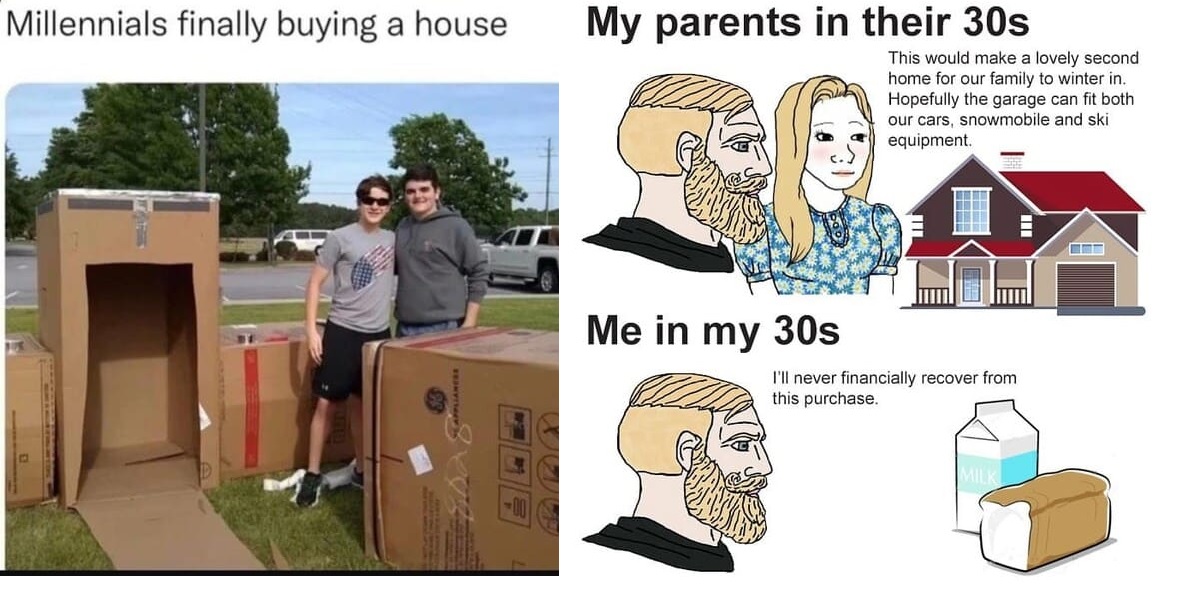 Millennials finally buying a house
My parents in their 30s
This would make a lovely second
home for our family to winter in.
Hopefully the garage can fit both
our cars, snowmobile and ski
equipment.
Me in my 30s
I'll never financially recover from
this purchase.
MILK
GE APPLIANCES